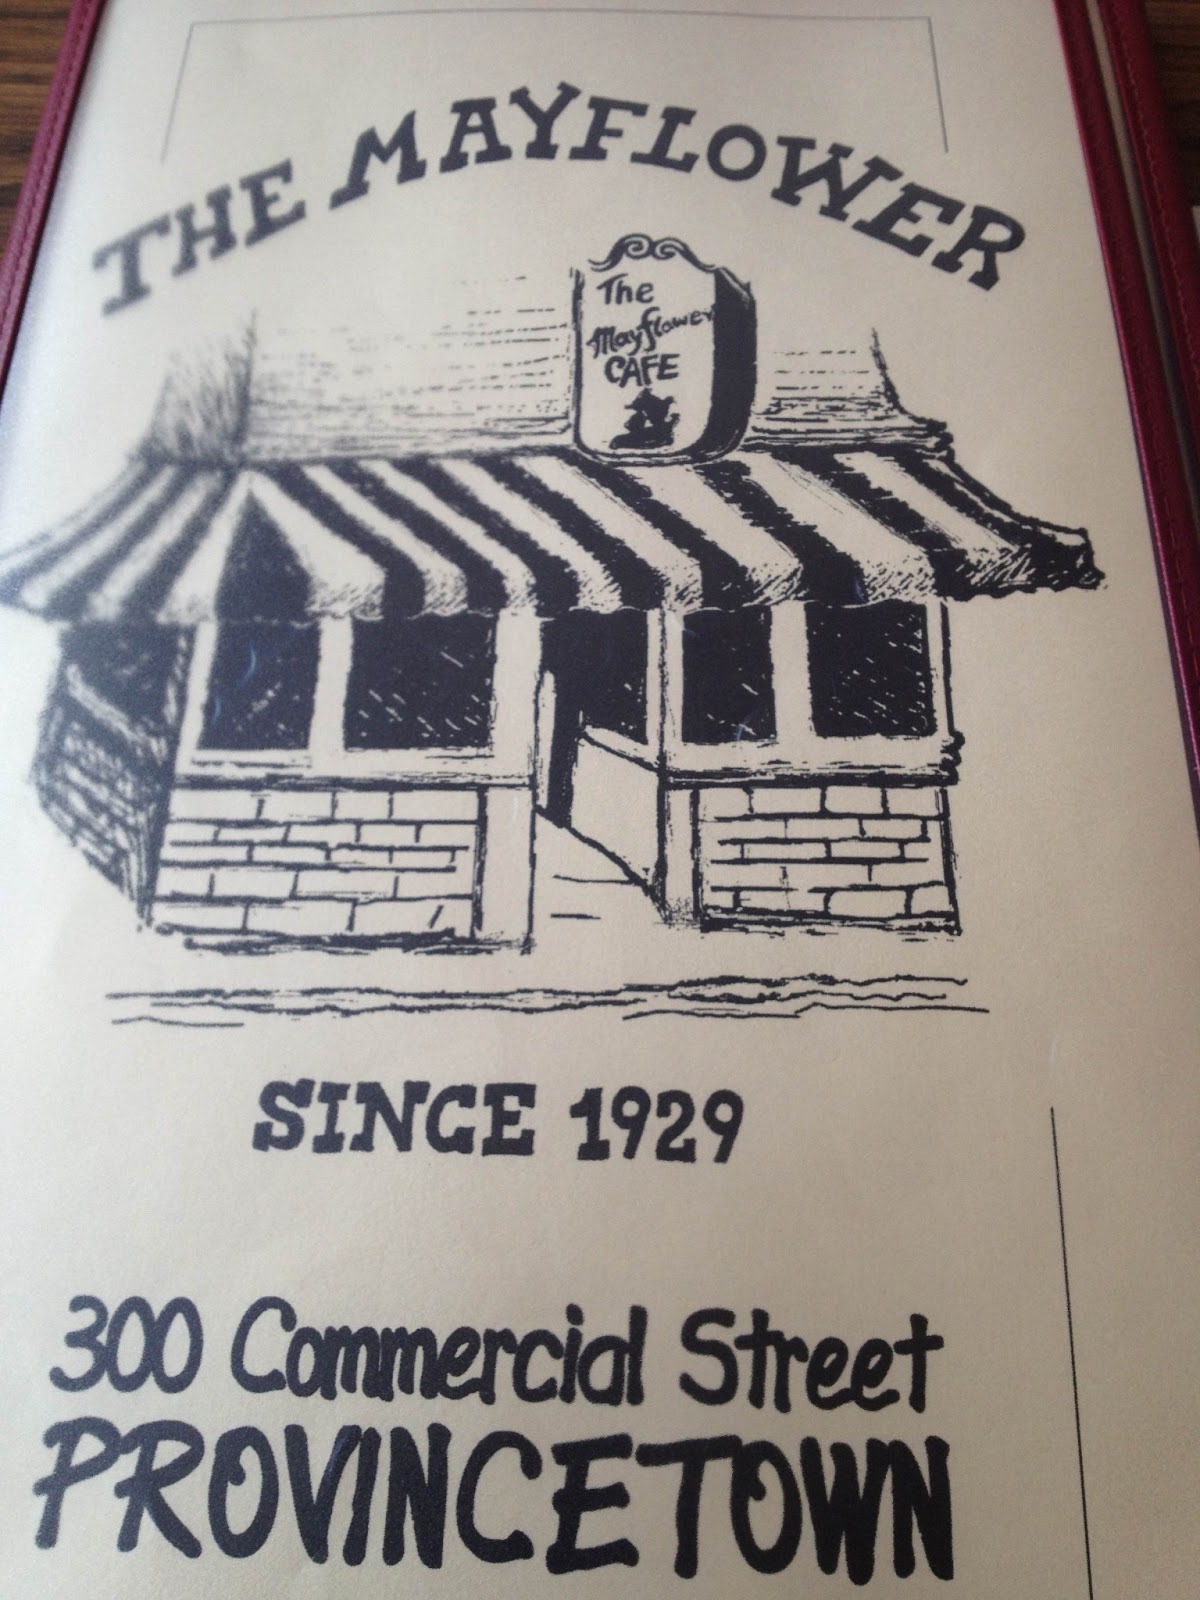 THE MAYFLOWER
The
Mayflower
CAFE
SINCE 1929
300 Commercial Street
PROVINCETOWN